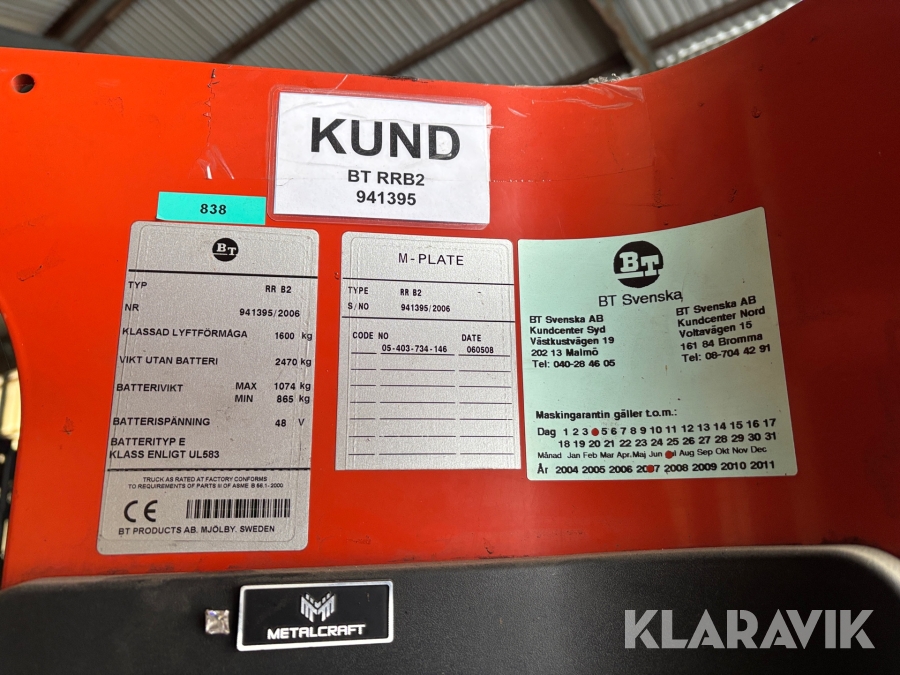 KUND
BT RRB2
941395
838
BT
TYP RR B2
NR 941395/2006
KLASSAD LYFTFÖRMÅGA 1600 kg
VIKT UTAN BATTERI 2470 kg
BATTERIVIKT MAX 1074 kg
MIN 865 kg
BATTERISPÄNNING 48 V
BATTERITYP E
KLASS ENLIGT UL583
TRUCK AS RATED AT FACTORY CONFORMS
TO REQUIREMENTS OF PARTS III OF ASME B 56.1-2000
CE
BT PRODUCTS AB, MJÖLBY, SWEDEN
M-PLATE
TYPE RR B2
S/NO 941395/2006
CODE NO DATE
05-403-734-146 060508
BT
BT Svenska
BT Svenska AB
Kundcenter Syd
Västkustvägen 19
202 13 Malmö
Tel: 040-28 46 05
BT Svenska AB
Kundcenter Nord
Voltavägen 15
161 84 Bromma
Tel: 08-704 42 91
Maskingarantin gäller t.o.m.:
Dag 1 2 3 5 6 7 8 9 10 11 12 13 14 15 16 17
18 19 20 21 22 23 24 25 26 27 28 29 30 31
Månad Jan Feb Mar Apr Maj Jun Aug Sep Okt Nov Dec
År 2004 2005 2006 2007 2008 2009 2010 2011
METALCRAFT
KLARAVIK